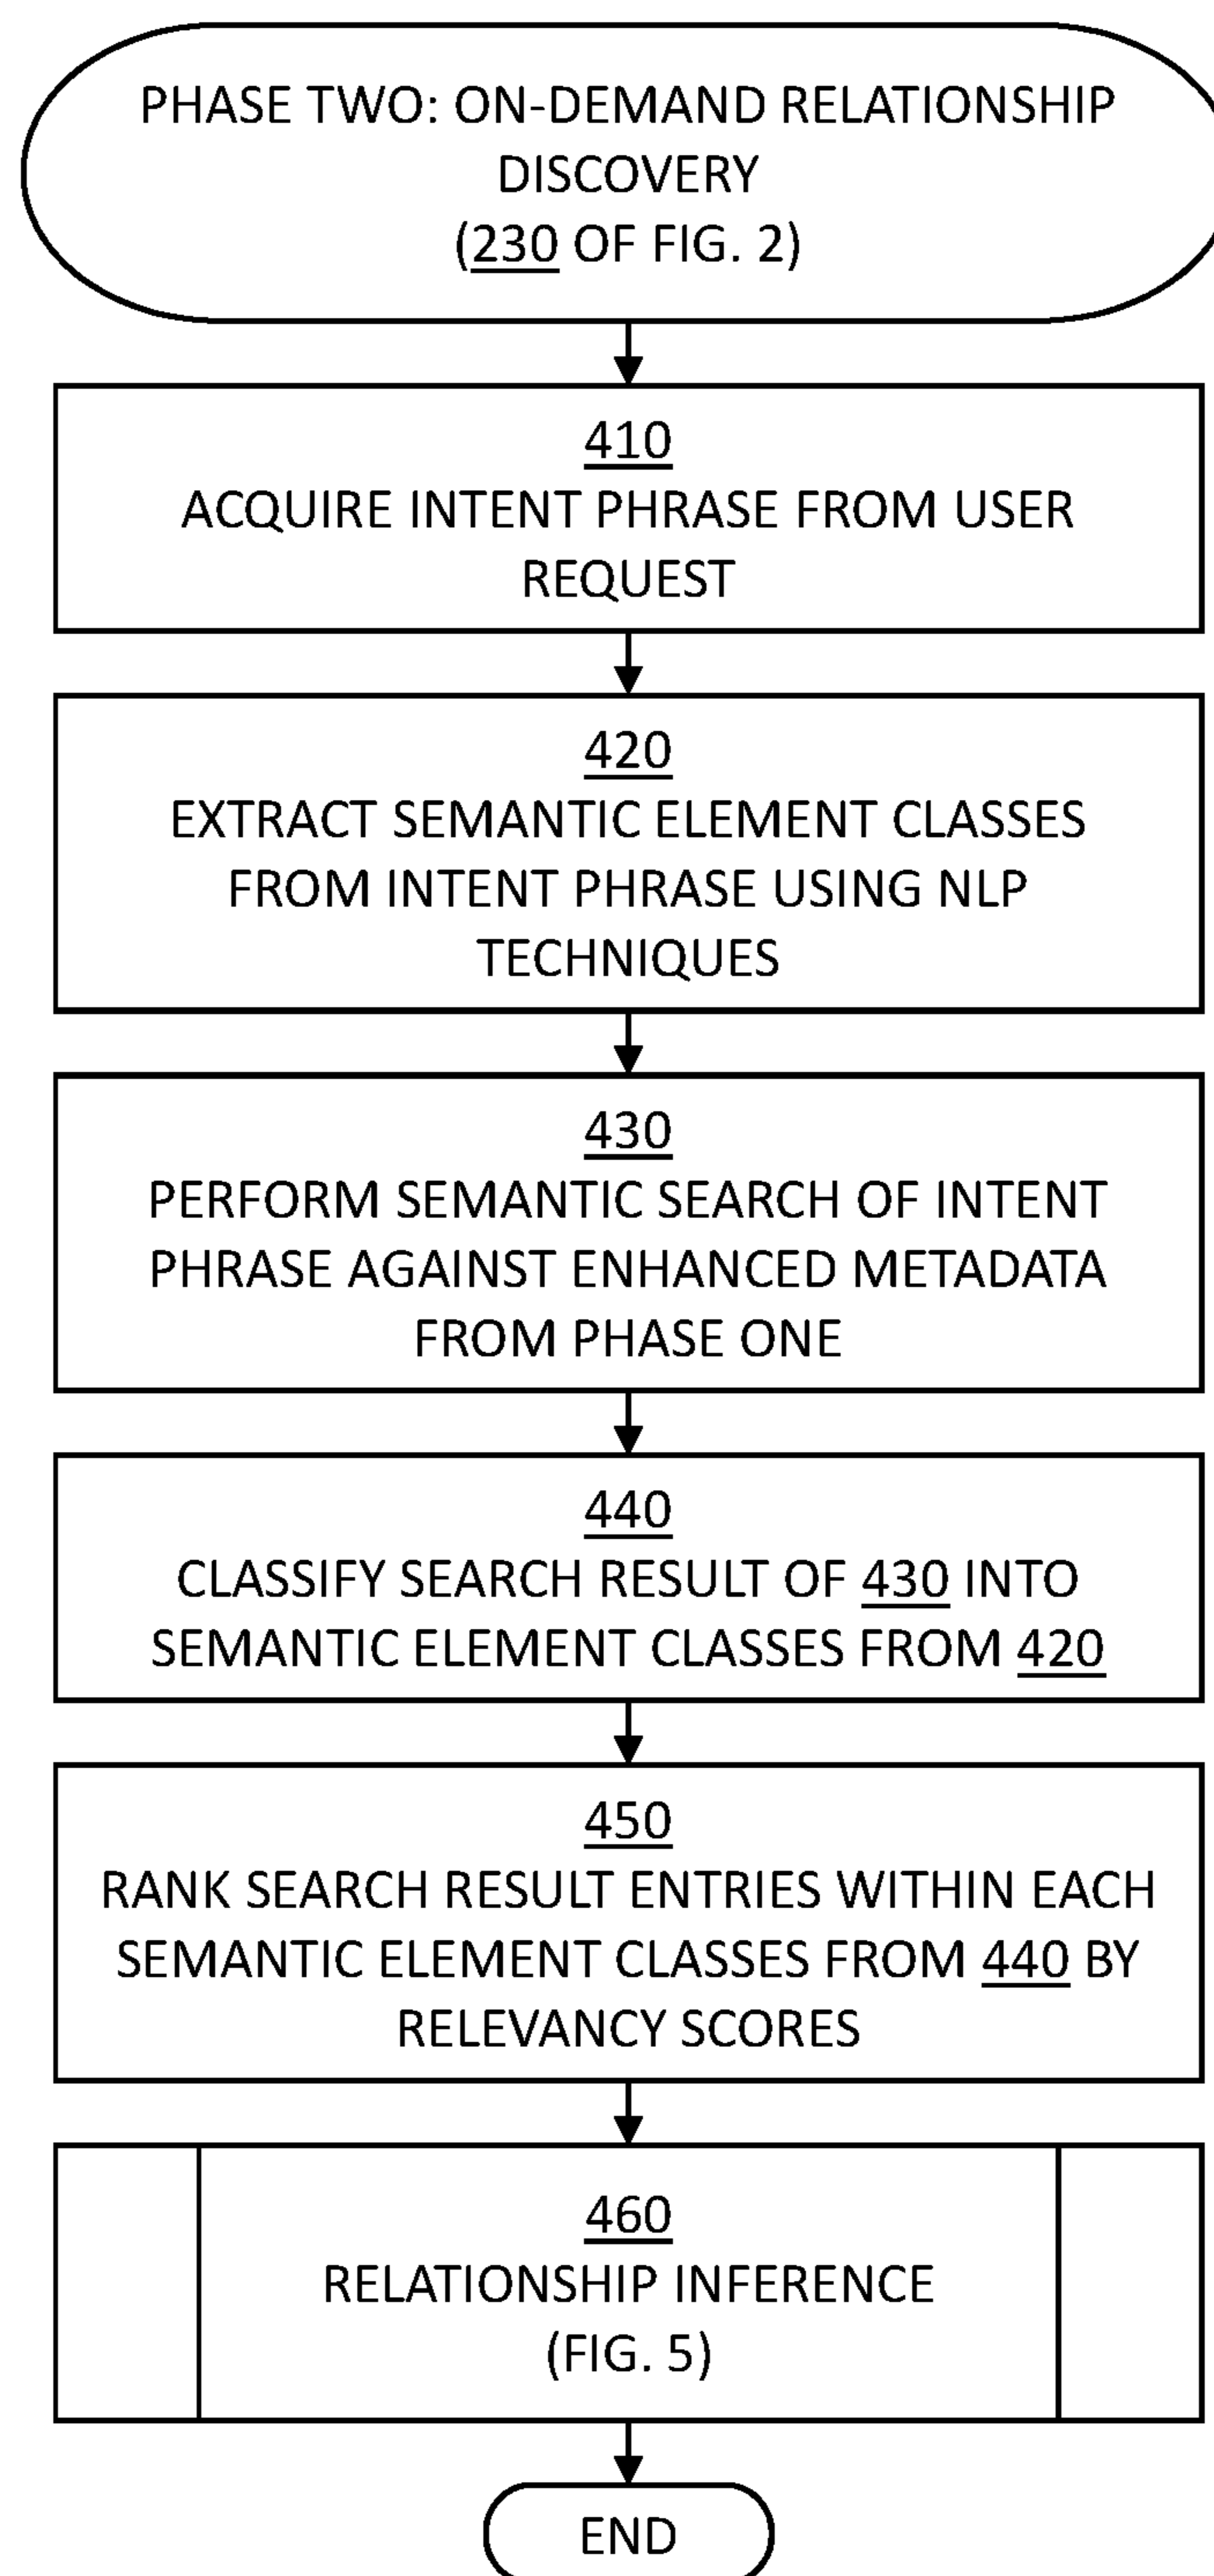 PHASE TWO: ON-DEMAND RELATIONSHIP
DISCOVERY
(230 OF FIG. 2)
410
ACQUIRE INTENT PHRASE FROM USER
REQUEST
420
EXTRACT SEMANTIC ELEMENT CLASSES
FROM INTENT PHRASE USING NLP
TECHNIQUES
430
PERFORM SEMANTIC SEARCH OF INTENT
PHRASE AGAINST ENHANCED METADATA
FROM PHASE ONE
440
CLASSIFY SEARCH RESULT OF 430 INTO
SEMANTIC ELEMENT CLASSES FROM 420
450
RANK SEARCH RESULT ENTRIES WITHIN EACH
SEMANTIC ELEMENT CLASSES FROM 440 BY
RELEVANCY SCORES
460
RELATIONSHIP INFERENCE
(FIG. 5)
END